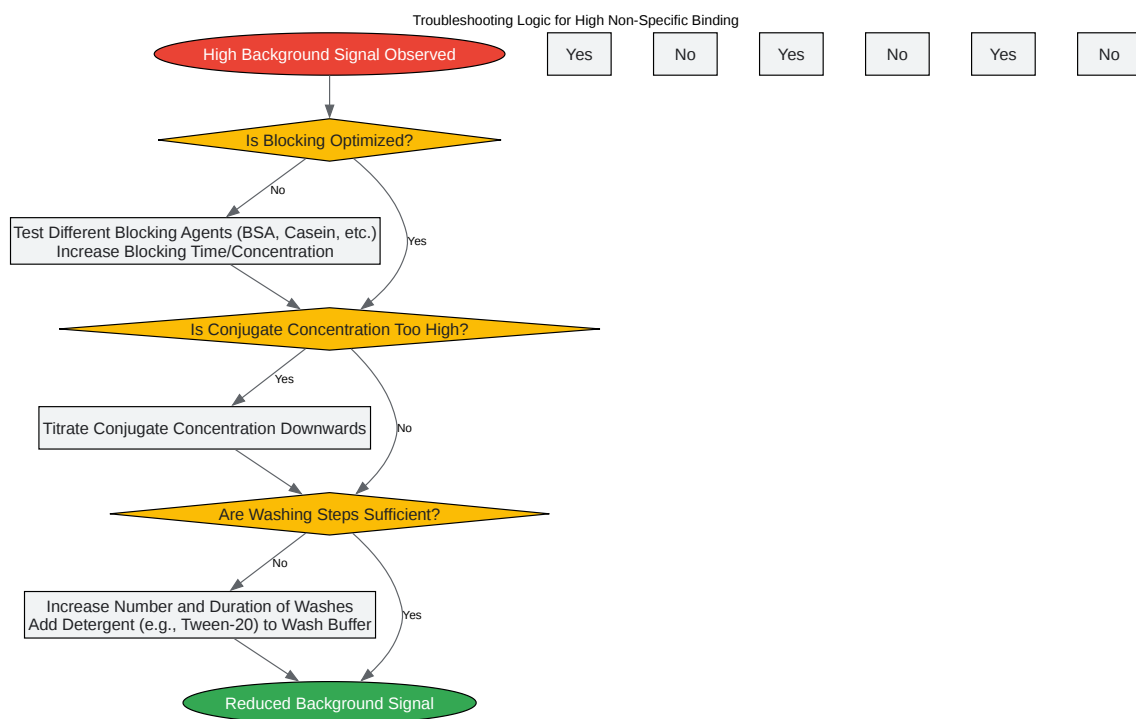 Troubleshooting Logic for High Non-Specific Binding
High Background Signal Observed
Yes
No
Yes
No
Yes
No
Is Blocking Optimized?
No
Test Different Blocking Agents (BSA, Casein, etc.)
Increase Blocking Time/Concentration
Yes
Is Conjugate Concentration Too High?
Yes
Titrate Conjugate Concentration Downwards
No
Are Washing Steps Sufficient?
No
Increase Number and Duration of Washes
Add Detergent (e.g., Tween-20) to Wash Buffer
Yes
Reduced Background Signal